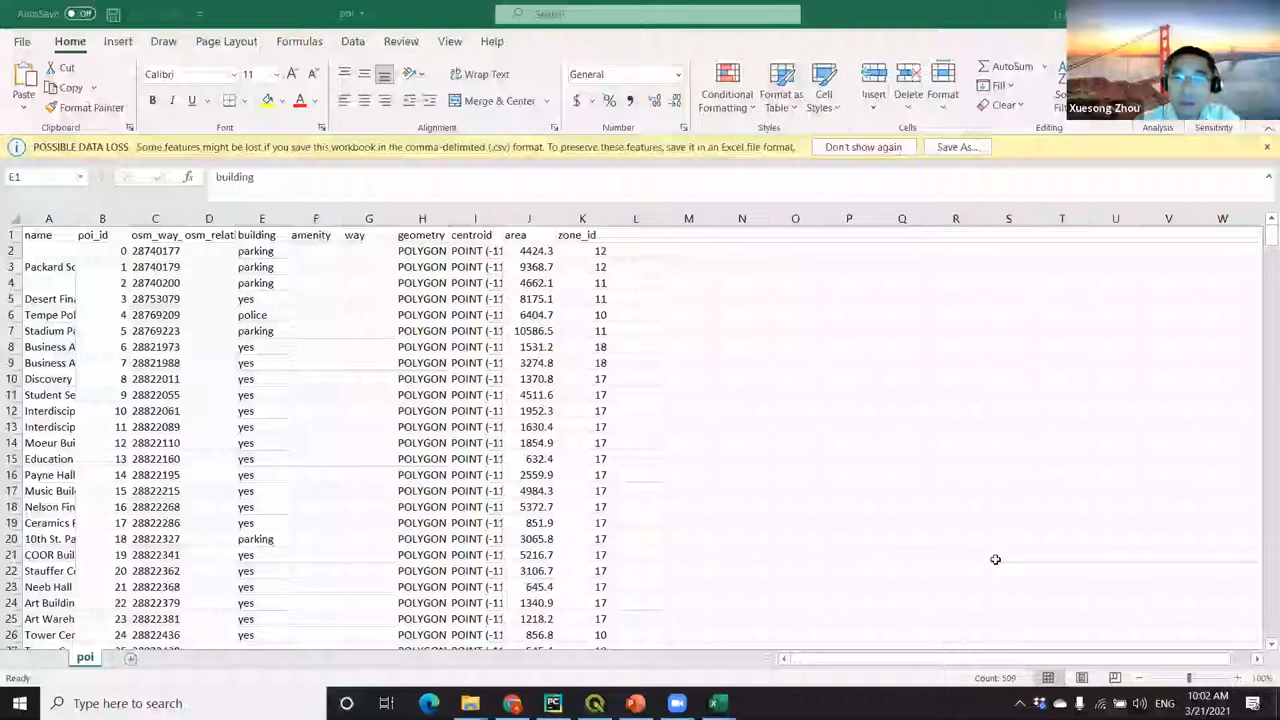 AutoSave Off poi Search
File Home Insert Draw Page Layout Formulas Data Review View Help
Xuesong Zhou
Paste Cut Copy Format Painter Calibri 11 B I U A Wrap Text Merge & Center General $ % Conditional Formatting Format as Table Cell Styles Insert Delete Format AutoSum Fill Clear
Clipboard Font Alignment Number Styles Cells Editing Analysis Sensitivity
POSSIBLE DATA LOSS Some features might be lost if you save this workbook in the comma-delimited (.csv) format. To preserve these features, save it in an Excel file format. Don't show again Save As...
E1 fx building
A B C D E F G H I J K L M N O P Q R S T U V W
1 name poi_id osm_way_ osm_relati building amenity way geometry centroid area zone_id
2 0 28740177 parking POLYGON POINT (-11 4424.3 12
3 Packard Sc 1 28740179 parking POLYGON POINT (-11 9368.7 12
4 2 28740200 parking POLYGON POINT (-11 4662.1 11
5 Desert Fina 3 28753079 yes POLYGON POINT (-11 8175.1 11
6 Tempe Pol 4 28769209 police POLYGON POINT (-11 6404.7 10
7 Stadium Pa 5 28769223 parking POLYGON POINT (-11 10586.5 11
8 Business A 6 28821973 yes POLYGON POINT (-11 1531.2 18
9 Business A 7 28821988 yes POLYGON POINT (-11 3274.8 18
10 Discovery 8 28822011 yes POLYGON POINT (-11 1370.8 17
11 Student Se 9 28822055 yes POLYGON POINT (-11 4511.6 17
12 Interdiscip 10 28822061 yes POLYGON POINT (-11 1952.3 17
13 Interdiscip 11 28822089 yes POLYGON POINT (-11 1630.4 17
14 Moeur Bui 12 28822110 yes POLYGON POINT (-11 1854.9 17
15 Education 13 28822160 yes POLYGON POINT (-11 632.4 17
16 Payne Hall 14 28822195 yes POLYGON POINT (-11 2559.9 17
17 Music Buil 15 28822215 yes POLYGON POINT (-11 4984.3 17
18 Nelson Fin 16 28822268 yes POLYGON POINT (-11 5372.7 17
19 Ceramics F 17 28822286 yes POLYGON POINT (-11 851.9 17
20 10th St. Pa 18 28822327 parking POLYGON POINT (-11 3065.8 17
21 COOR Buil 19 28822341 yes POLYGON POINT (-11 5216.7 17
22 Stauffer Co 20 28822362 yes POLYGON POINT (-11 3106.7 17
23 Neeb Hall 21 28822368 yes POLYGON POINT (-11 645.4 17
24 Art Buildin 22 28822379 yes POLYGON POINT (-11 1340.9 17
25 Art Wareh 23 28822381 yes POLYGON POINT (-11 1218.2 17
26 Tower Cen 24 28822436 yes POLYGON POINT (-11 856.8 10
poi
Ready Count: 509 100%
Type here to search 10:02 AM
3/21/2021